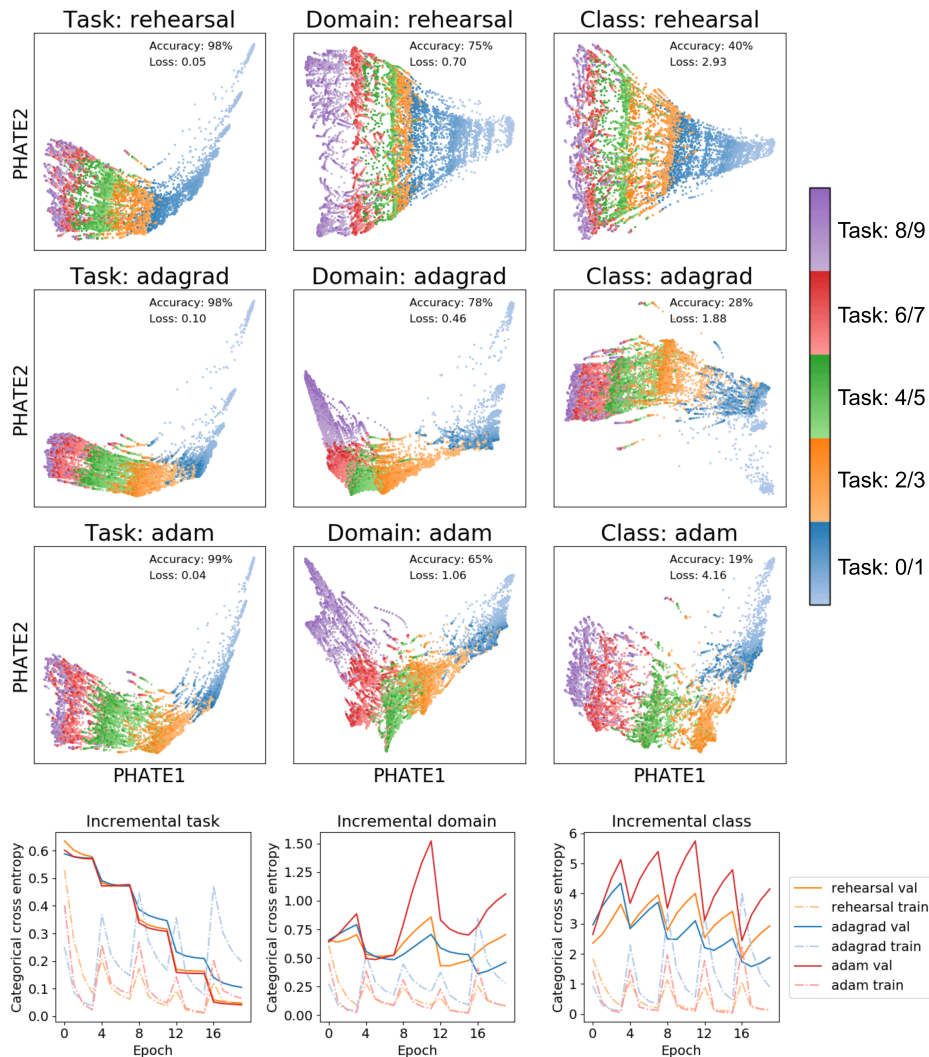 Task: rehearsal
Domain: rehearsal
Class: rehearsal
Accuracy: 98%
Loss: 0.05
Accuracy: 75%
Loss: 0.70
Accuracy: 40%
Loss: 2.93
PHATE2
Task: adagrad
Domain: adagrad
Class: adagrad
Accuracy: 98%
Loss: 0.10
Accuracy: 78%
Loss: 0.46
Accuracy: 28%
Loss: 1.88
PHATE2
Task: adam
Domain: adam
Class: adam
Accuracy: 99%
Loss: 0.04
Accuracy: 65%
Loss: 1.06
Accuracy: 19%
Loss: 4.16
PHATE2
PHATE1
PHATE1
PHATE1
Task: 8/9
Task: 6/7
Task: 4/5
Task: 2/3
Task: 0/1
Incremental task
Categorical cross entropy
0.6
0.5
0.4
0.3
0.2
0.1
0.0
0 4 8 12 16
Epoch
Incremental domain
Categorical cross entropy
1.50
1.25
1.00
0.75
0.50
0.25
0.00
0 4 8 12 16
Epoch
Incremental class
Categorical cross entropy
6
5
4
3
2
1
0
0 4 8 12 16
Epoch
rehearsal val
rehearsal train
adagrad val
adagrad train
adam val
adam train